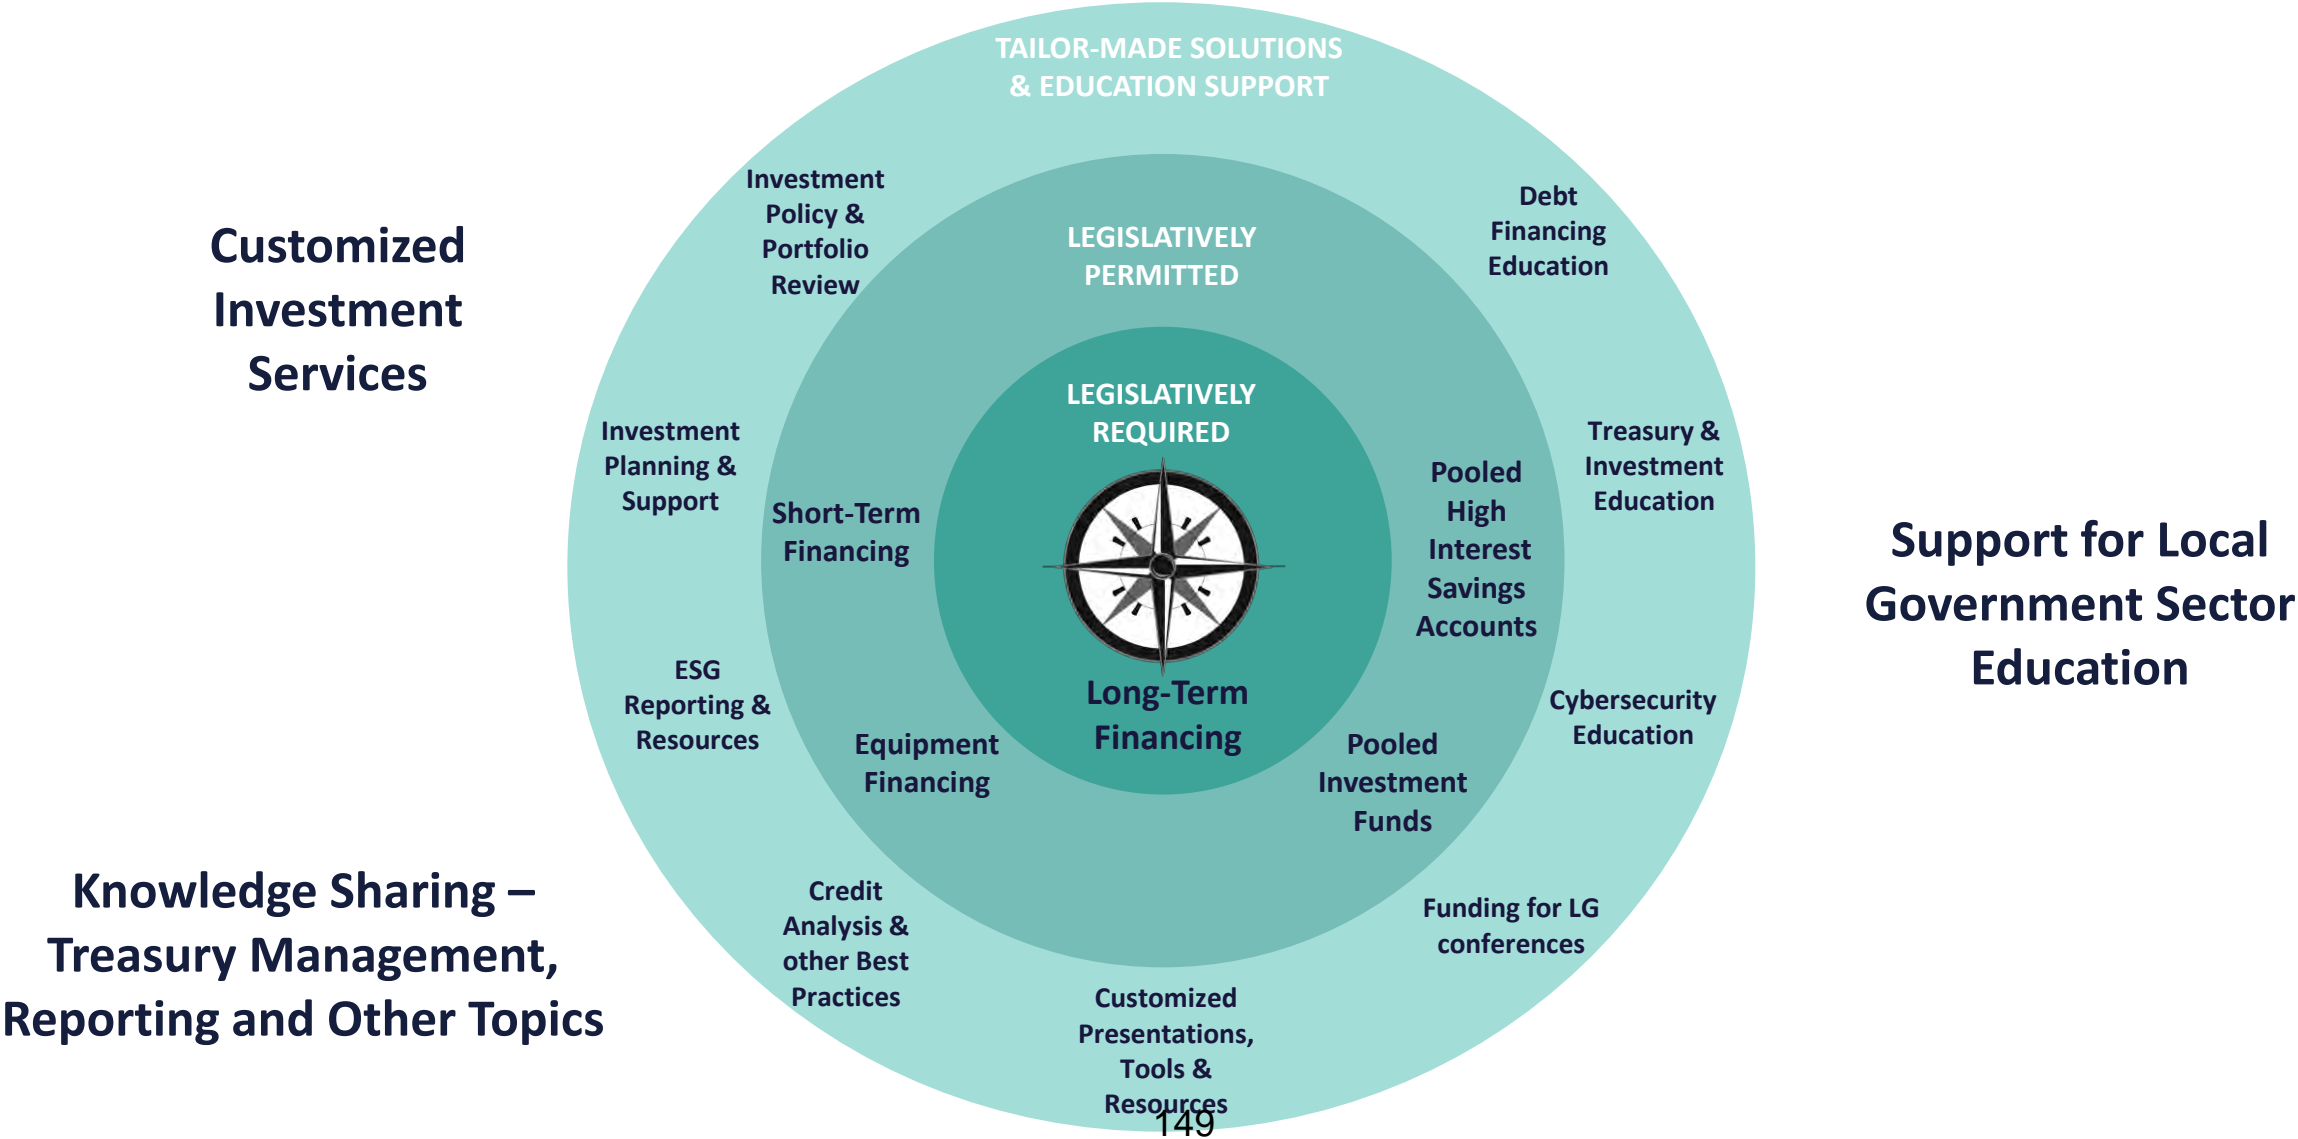 TAILOR-MADE SOLUTIONS
& EDUCATION SUPPORT
LEGISLATIVELY
PERMITTED
LEGISLATIVELY
REQUIRED
Long-Term
Financing
Customized
Investment
Services
Investment
Policy &
Portfolio
Review
Investment
Planning &
Support
Short-Term
Financing
ESG
Reporting &
Resources
Equipment
Financing
Knowledge Sharing –
Treasury Management,
Reporting and Other Topics
Credit
Analysis &
other Best
Practices
Customized
Presentations,
Tools &
Resources
Debt
Financing
Education
Treasury &
Investment
Education
Pooled
High
Interest
Savings
Accounts
Support for Local
Government Sector
Education
Cybersecurity
Education
Pooled
Investment
Funds
Funding for LG
conferences
149